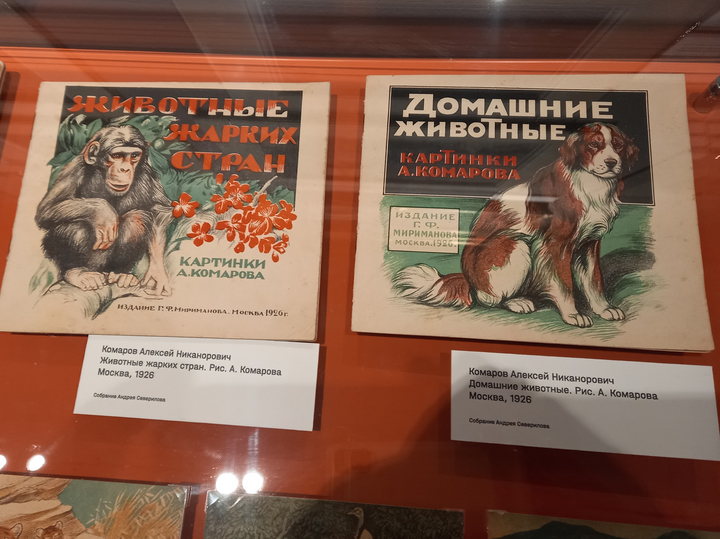 ЖИВОТНЫЕ
ЖАРКИХ
СТРАН
КАРТИНКИ
А.КОМАРОВА
ИЗДАНИЕ Г. Ф. МИРИМАНОВА. МОСКВА 1926 г.
ДОМАШНИЕ
ЖИВОТНЫЕ
КАРТИНКИ
А.КОМАРОВА
ИЗДАНИЕ
Г. Ф.
МИРИМАНОВА
МОСКВА.1926.
Комаров Алексей Никанорович
Животные жарких стран. Рис. А. Комарова
Москва, 1926
Собрание Андрея Северилова
Комаров Алексей Никанорович
Домашние животные. Рис. А. Комарова
Москва, 1926
Собрание Андрея Северилова